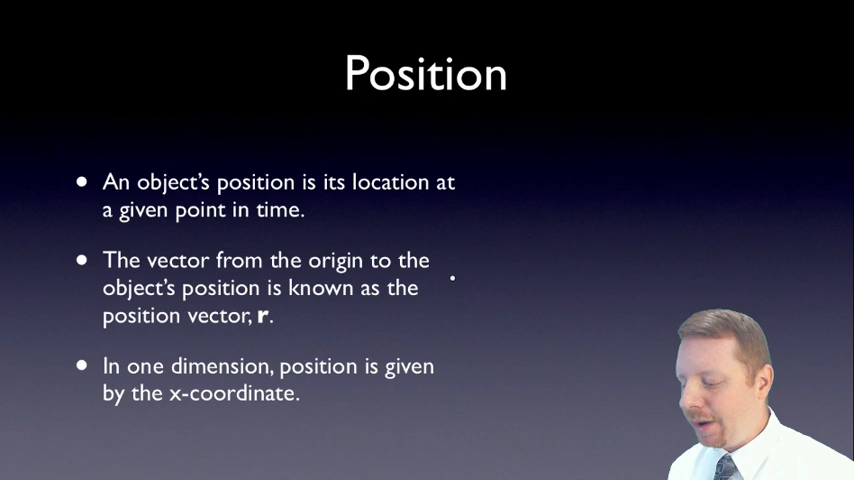 Position
• An object's position is its location at
a given point in time.
• The vector from the origin to the
object's position is known as the
position vector, r.
• In one dimension, position is given
by the x-coordinate.